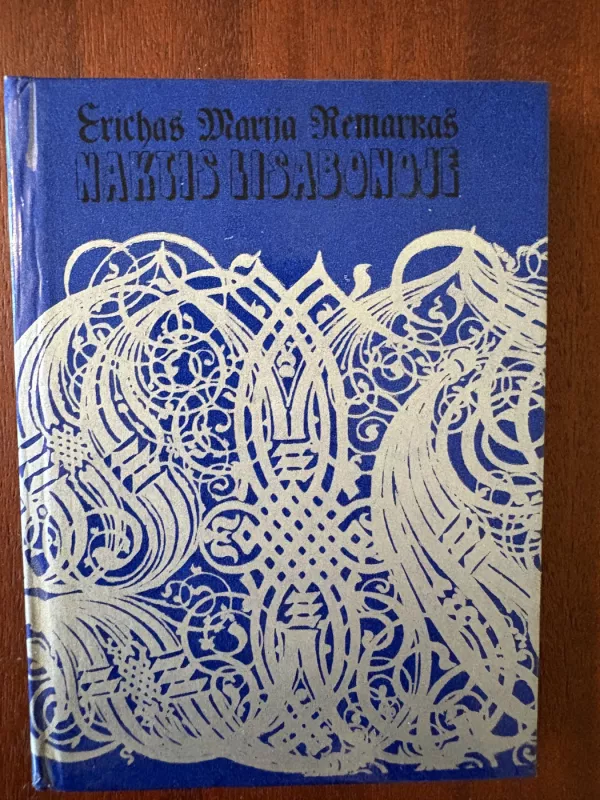 Erichas Marija Remarkas
NAKTIS LISABONOJE